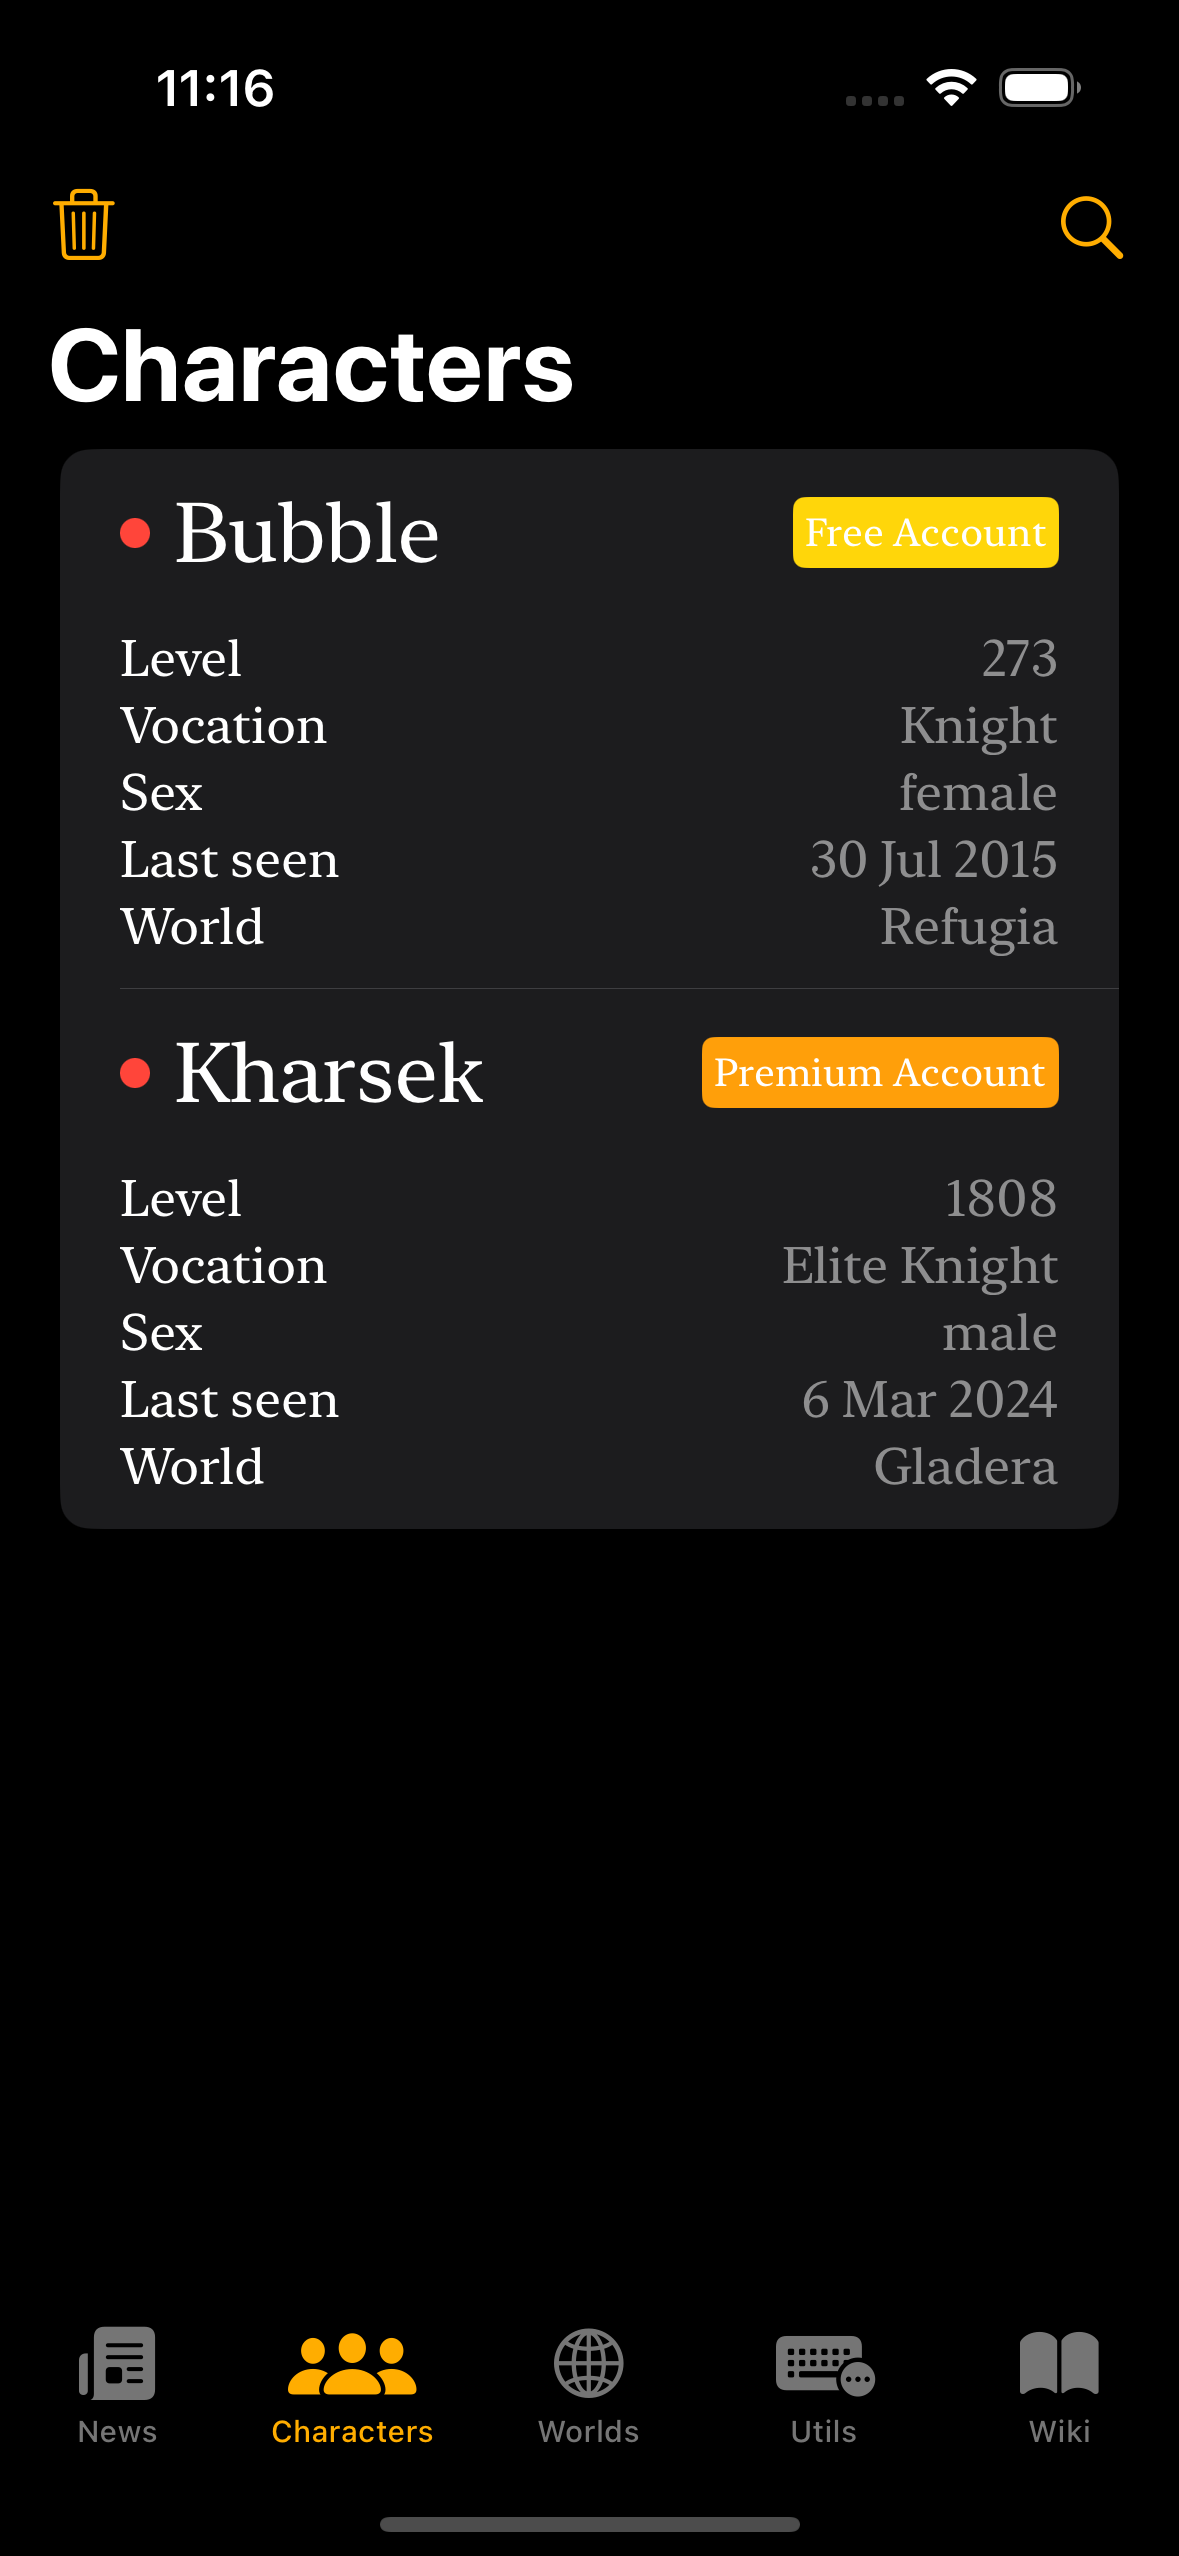 11:16
Characters
Bubble Free Account
Level 273
Vocation Knight
Sex female
Last seen 30 Jul 2015
World Refugia
Kharsek Premium Account
Level 1808
Vocation Elite Knight
Sex male
Last seen 6 Mar 2024
World Gladera
News Characters Worlds Utils Wiki